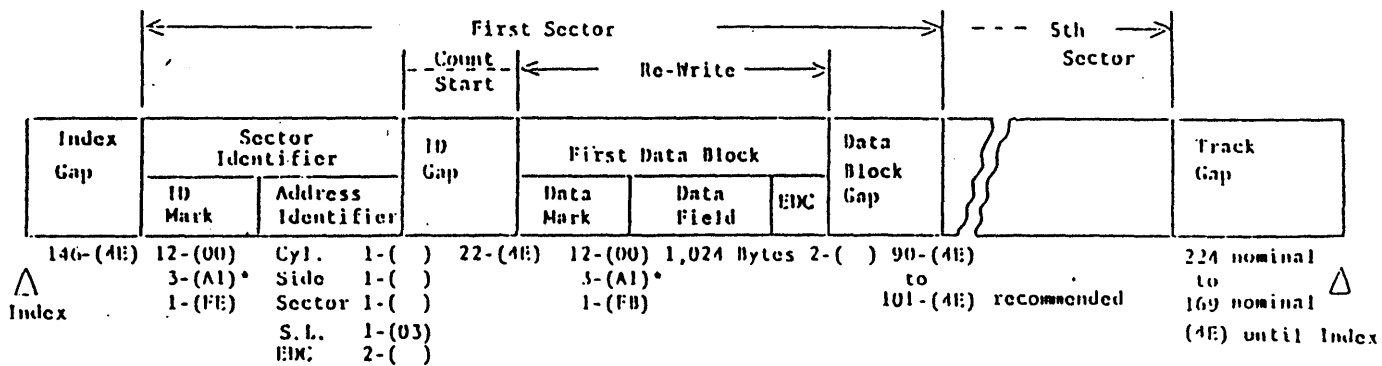 First Sector
--- 5th
Sector
Count
Start
Re-Write
Index
Gap
Sector
Identifier
ID
Mark
Address
Identifier
ID
Gap
First Data Block
Data
Mark
Data
Field
EDC
Data
Block
Gap
Track
Gap
146-(4E) 12-(00) Cyl. 1-( ) 22-(4E) 12-(00) 1,024 Bytes 2-( ) 90-(4E) 224 nominal
3-(A1)* Side 1-( ) 3-(A1)* to to
Index 1-(FE) Sector 1-( ) 1-(FB) 101-(4E) recommended 169 nominal
S.L. 1-(03) (4E) until Index
EDC 2-( )